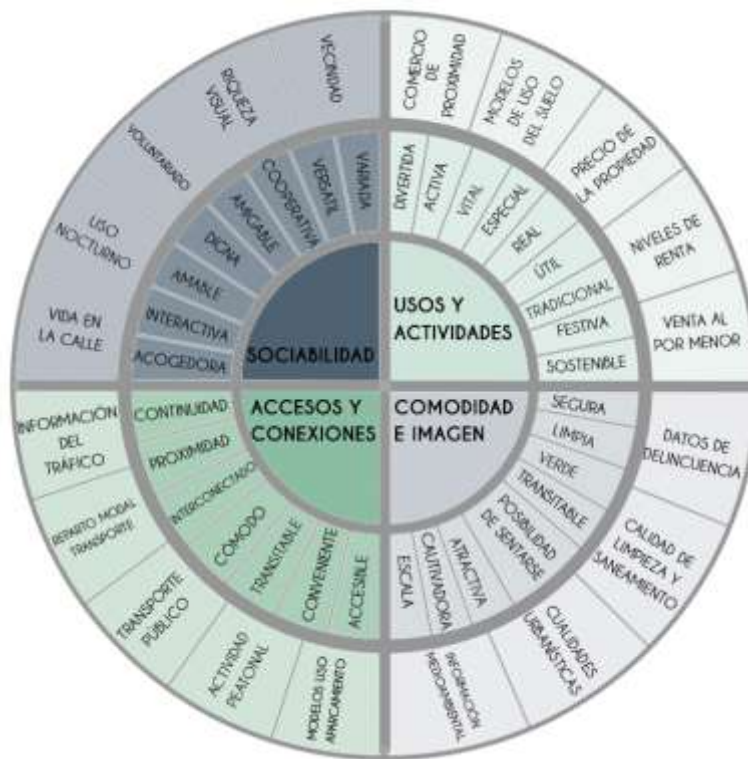 SOCIABILIDAD
ACOGEDORA
INTERACTIVA
AMABLE
DIGNA
AMIGABLE
COOPERATIVA
VERSATIL
VARIADA
VIDA EN
LA CALLE
USO
NOCTURNO
VOLUNTARIADO
RIQUEZA
VISUAL
VECINDAD
USOS Y
ACTIVIDADES
DIVERTIDA
ACTIVA
VITAL
ESPECIAL
REAL
ÚTIL
TRADICIONAL
FESTIVA
SOSTENIBLE
COMERCIO
DE
PROXIMIDAD
MODELOS
DE USO
DEL SUELO
PRECIO DE
LA PROPIEDAD
NIVELES DE
RENTA
VENTA AL
POR MENOR
ACCESOS Y
CONEXIONES
CONTINUIDAD
PROXIMIDAD
INTERCONECTADO
COMODO
TRANSITABLE
CONVENIENTE
ACCESIBLE
INFORMACIÓN
DEL
TRÁFICO
REPARTO MODAL
TRANSPORTE
TRANSPORTE
PÚBLICO
ACTIVIDAD
PEATONAL
MODELOS USO
APARCAMIENTO
COMODIDAD
E IMAGEN
SEGURA
LIMPIA
VERDE
TRANSITABLE
POSIBILIDAD
DE SENTARSE
ATRACTIVA
CAUTIVADORA
ESCALA
DATOS DE
DELINCUENCIA
CALIDAD DE
LIMPIEZA Y
SANEAMIENTO
CUALIDADES
URBANÍSTICAS
INFORMACIÓN
MEDIOAMBIENTAL